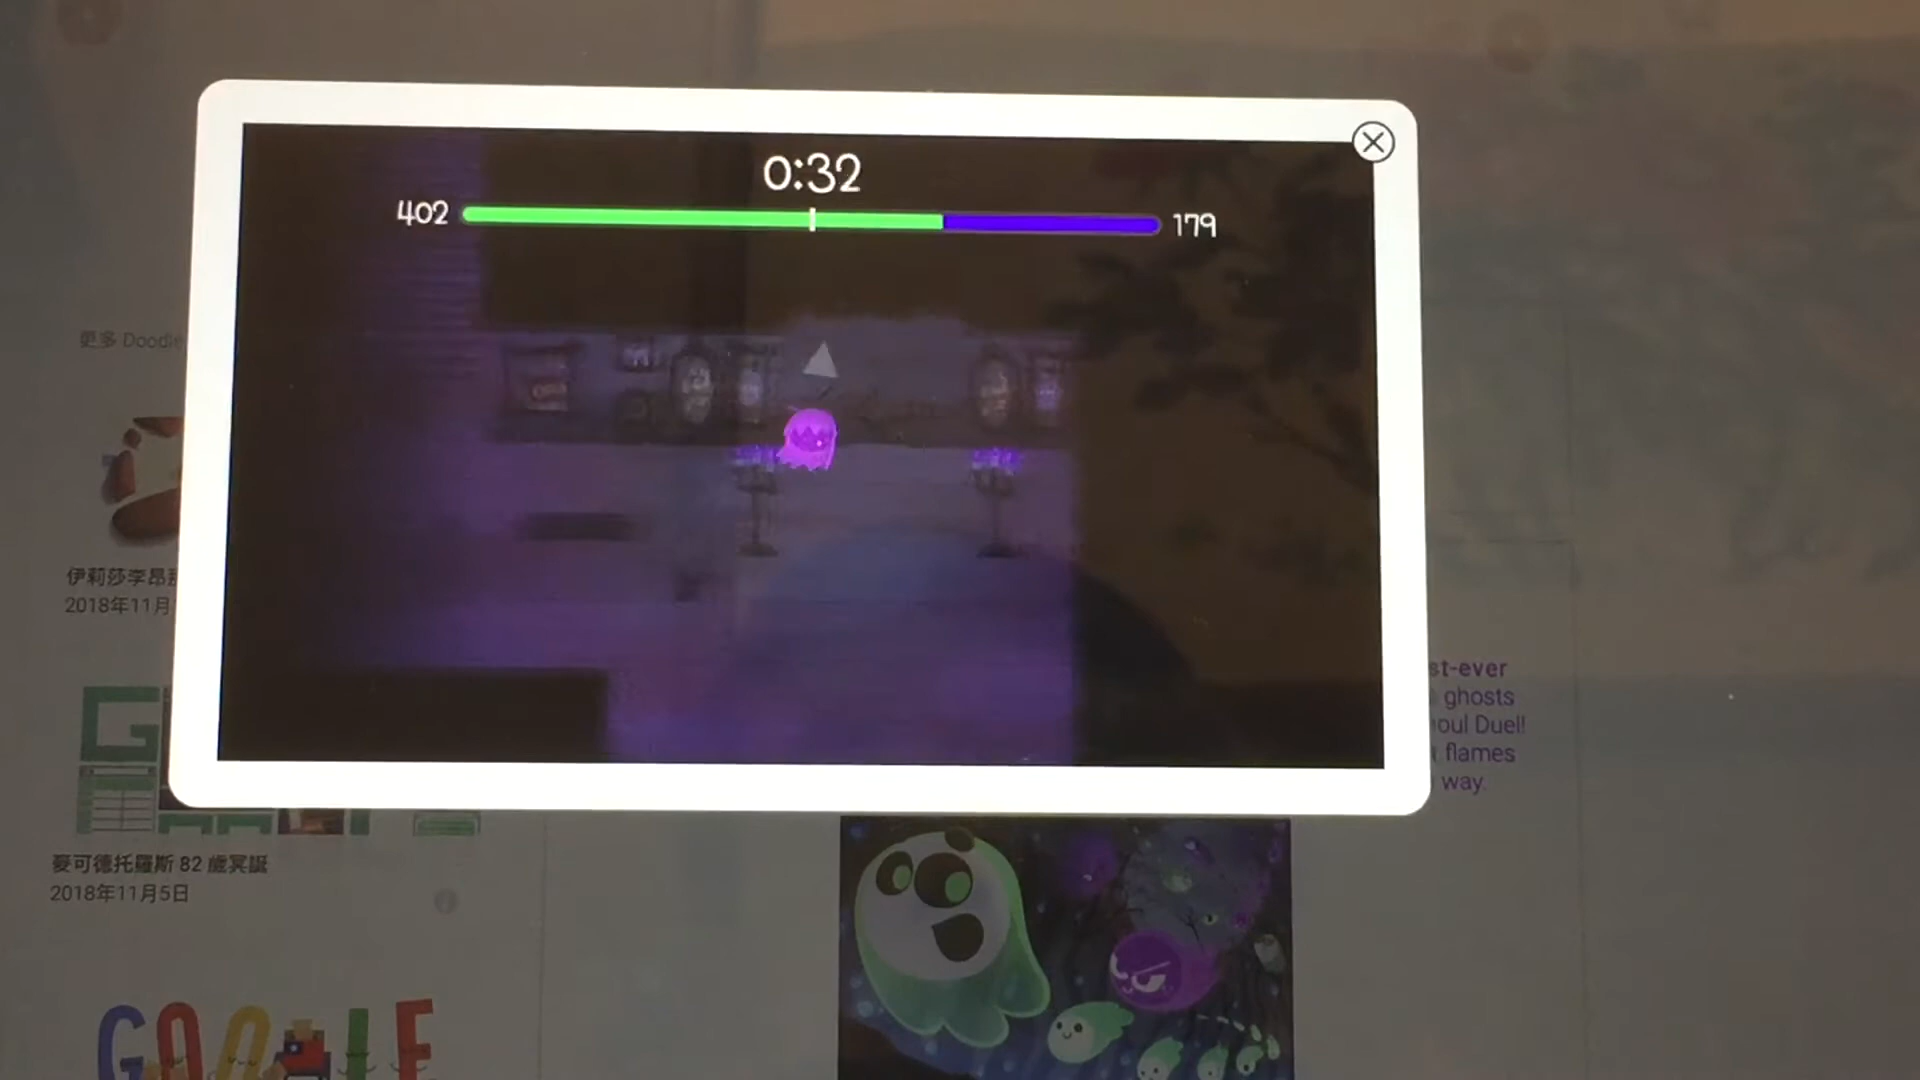 0:32
402
179
更多 Doodle
伊莉莎李昂
2018年11月
麥可德托羅斯 82 歲冥誕
2018年11月5日
st-ever
ghosts
oul Duel!
flames
way.
GOOGLE